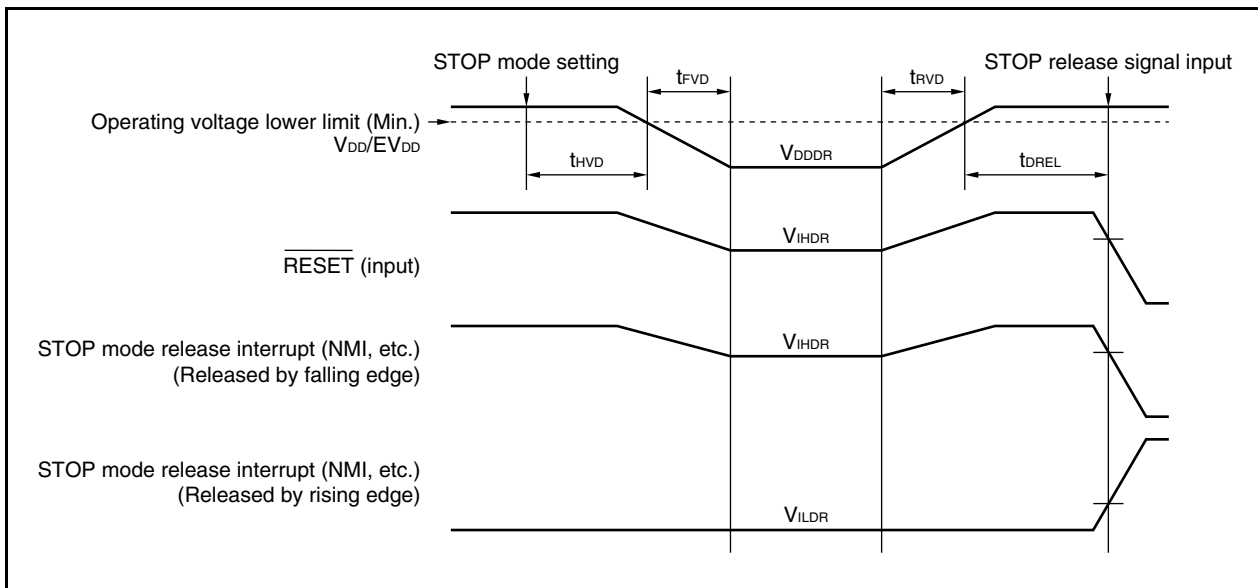 STOP mode setting
tFVD
tRVD
STOP release signal input
Operating voltage lower limit (Min.)
VDD/EVDD
tHVD
VDDDR
tDREL
RESET (input)
VIHDR
STOP mode release interrupt (NMI, etc.)
(Released by falling edge)
VIHDR
STOP mode release interrupt (NMI, etc.)
(Released by rising edge)
VILDR